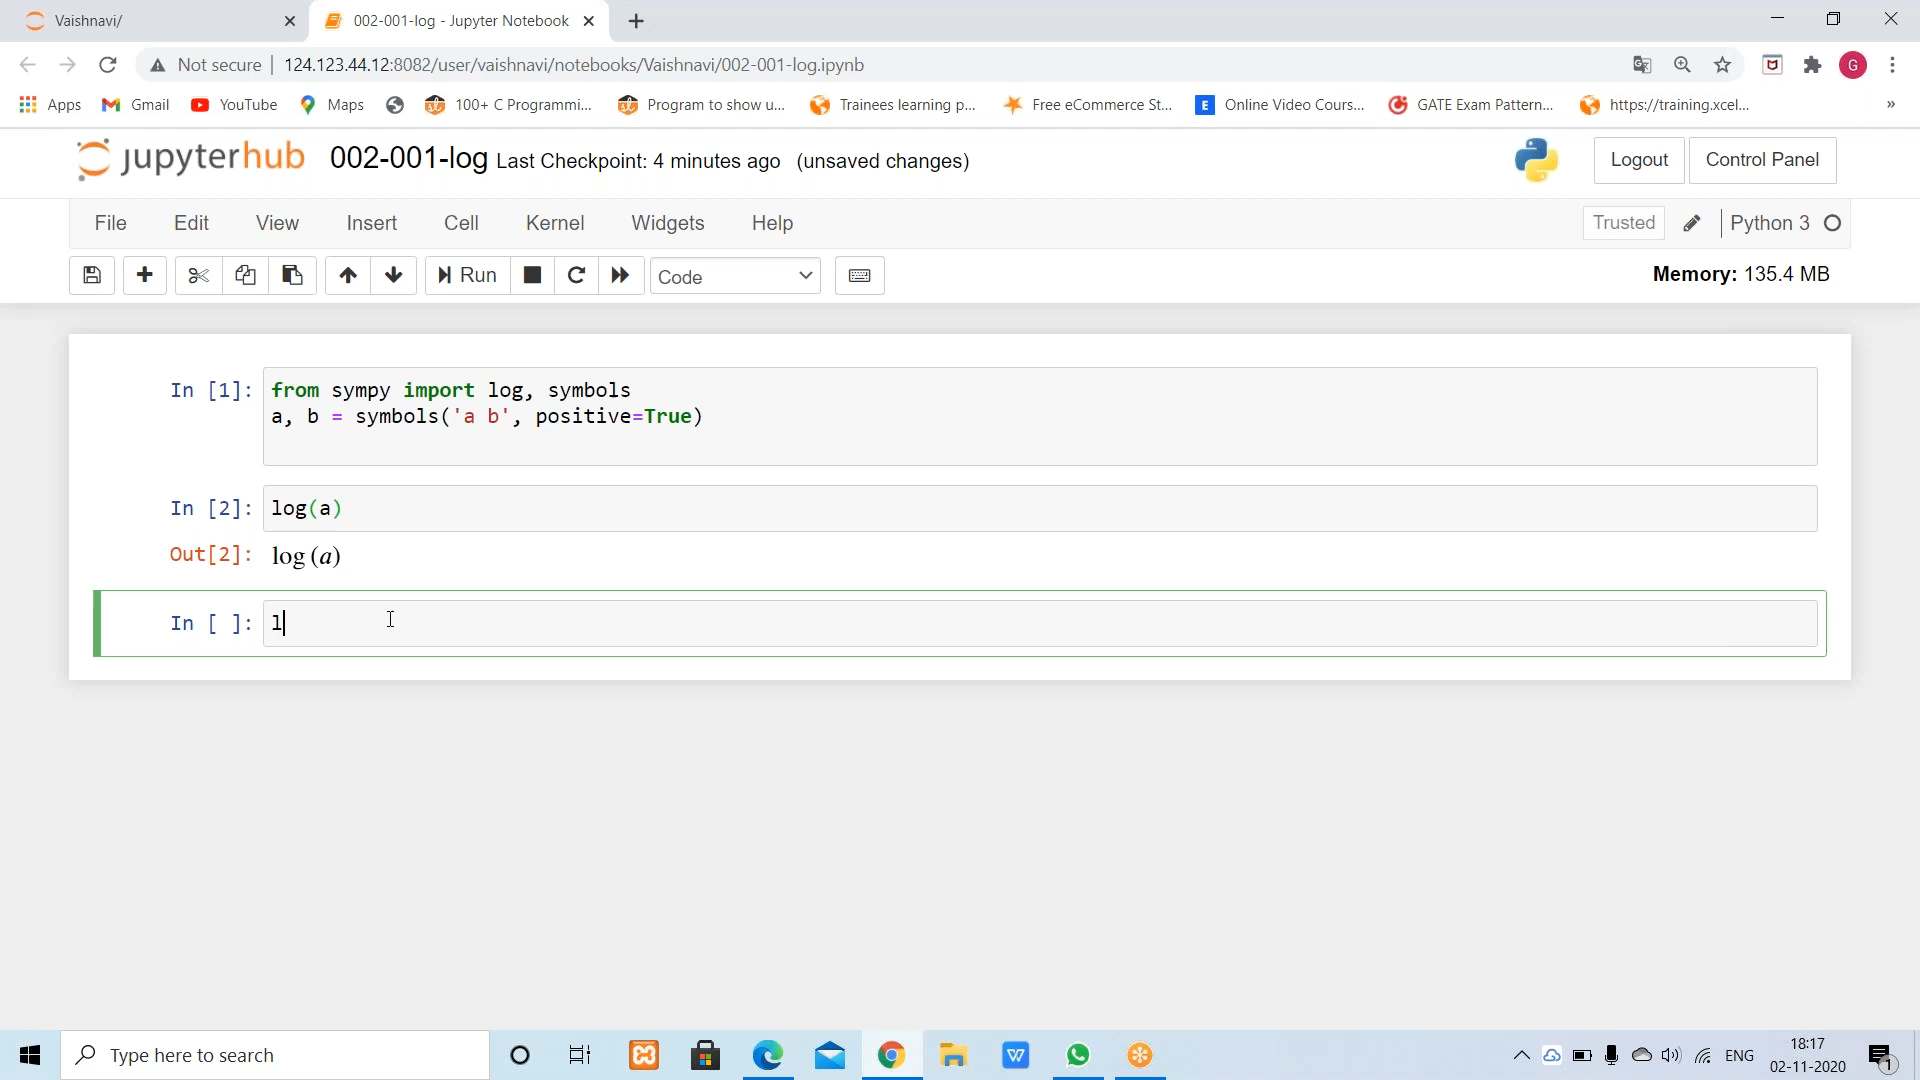 Vaishnavi/
002-001-log - Jupyter Notebook
Not secure
124.123.44.12:8082/user/vaishnavi/notebooks/Vaishnavi/002-001-log.ipynb
G
Apps
Gmail
YouTube
Maps
100+ C Programmi...
Program to show u...
Trainees learning p...
Free eCommerce St...
E
Online Video Cours...
GATE Exam Pattern...
https://training.xcel...
»
jupyterhub
002-001-log Last Checkpoint: 4 minutes ago (unsaved changes)
Logout
Control Panel
File Edit View Insert Cell Kernel Widgets Help
Trusted
Python 3
Run
Code
Memory: 135.4 MB
In [1]: from sympy import log, symbols
a, b = symbols('a b', positive=True)
In [2]: log(a)
Out[2]: log (a)
In [ ]: l
Type here to search
W
ENG
18:17
02-11-2020
1